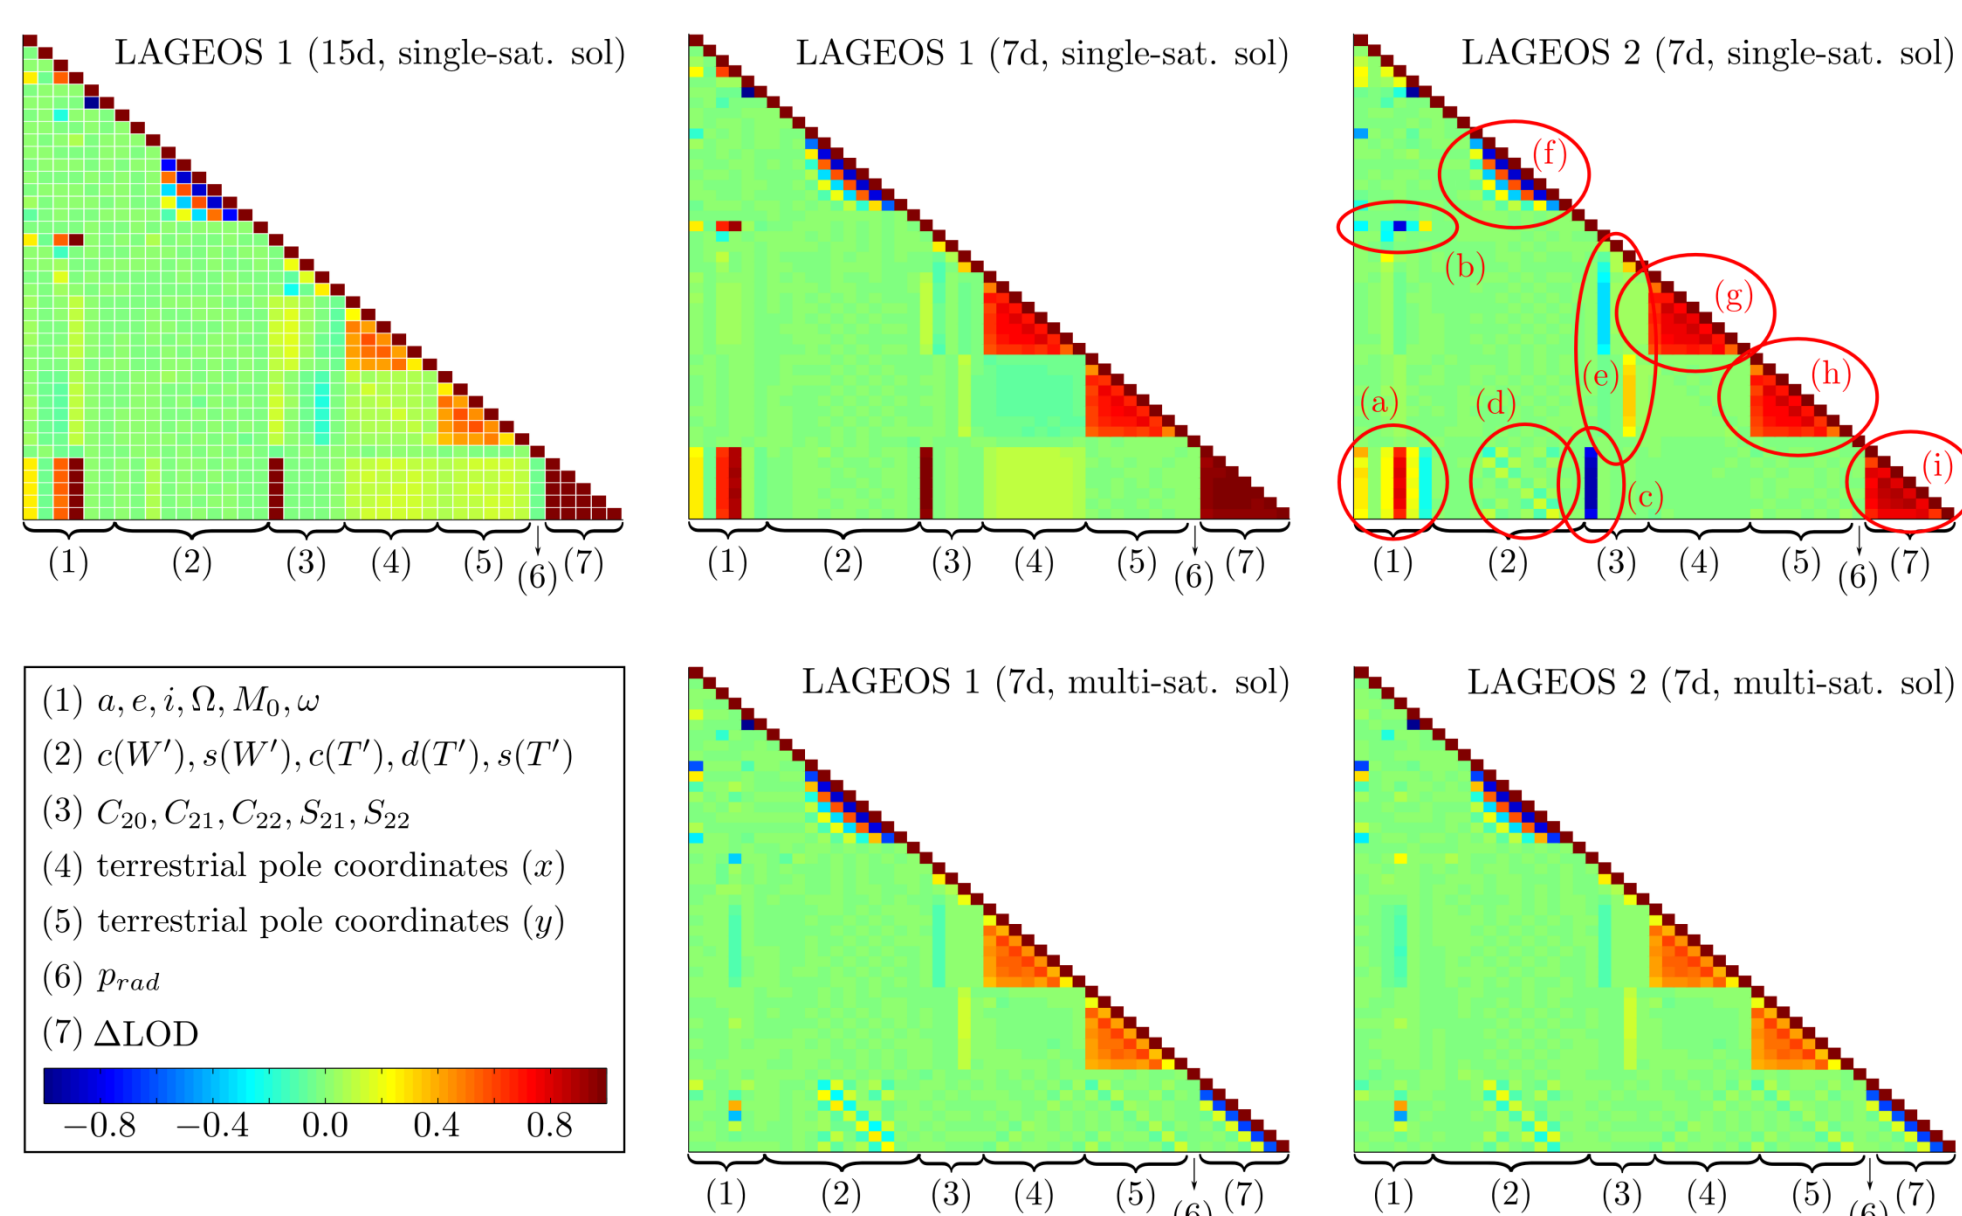 LAGEOS 1 (15d, single-sat. sol)
LAGEOS 1 (7d, single-sat. sol)
LAGEOS 2 (7d, single-sat. sol)
(f)
(b)
(g)
(e)
(h)
(a)
(d)
(i)
(c)
(1) (2) (3) (4) (5) (6) (7)
(1) (2) (3) (4) (5) (6) (7)
(1) (2) (3) (4) (5) (6) (7)
LAGEOS 1 (7d, multi-sat. sol)
LAGEOS 2 (7d, multi-sat. sol)
(1) a, e, i, Ω, M₀, ω
(2) c(W′), s(W′), c(T′), d(T′), s(T′)
(3) C₂₀, C₂₁, C₂₂, S₂₁, S₂₂
(4) terrestrial pole coordinates (x)
(5) terrestrial pole coordinates (y)
(6) p_rad
(7) ΔLOD
−0.8 −0.4 0.0 0.4 0.8
(1) (2) (3) (4) (5) (6) (7)
(1) (2) (3) (4) (5) (6) (7)